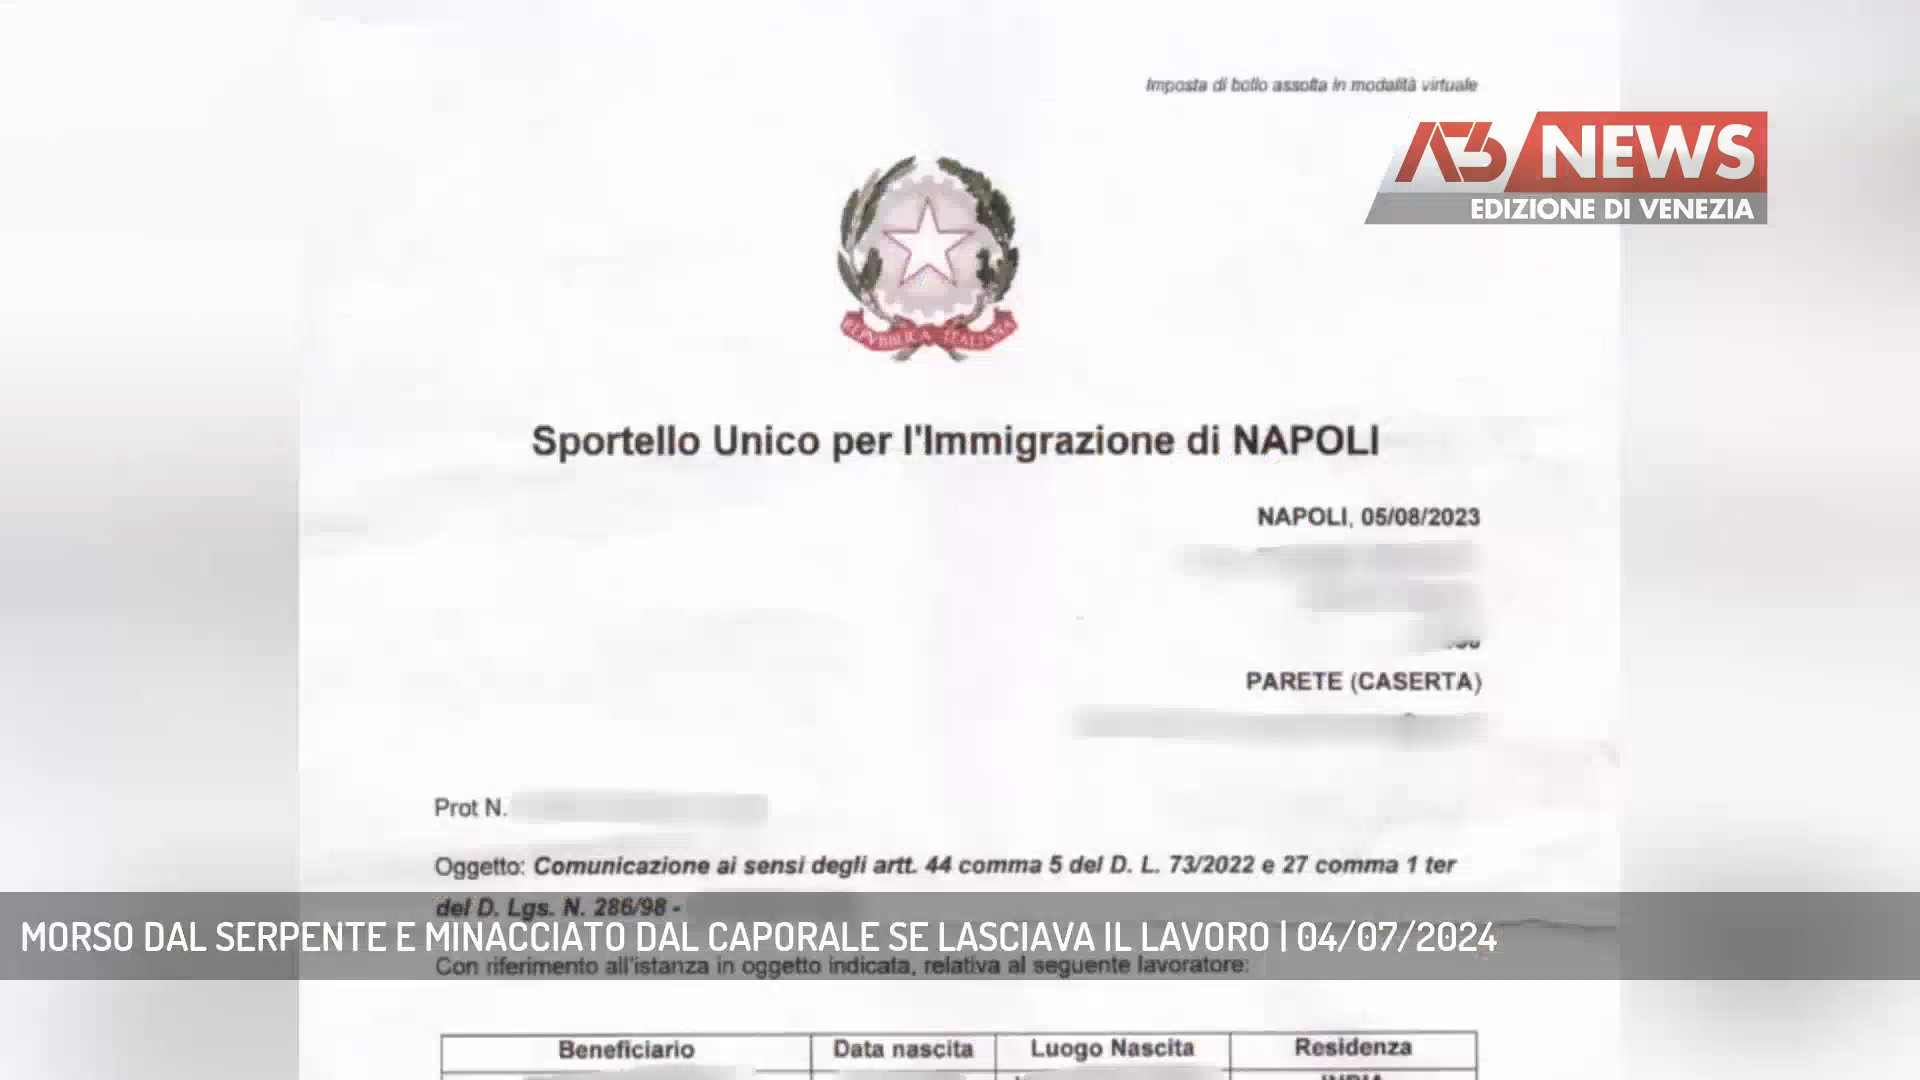 Imposta di bollo assolta in modalità virtuale
A3 NEWS
EDIZIONE DI VENEZIA
REPVBBLICA ITALIANA
Sportello Unico per l'Immigrazione di NAPOLI
NAPOLI, 05/08/2023
PARETE (CASERTA)
Prot N.
Oggetto: Comunicazione ai sensi degli artt. 44 comma 5 del D. L. 73/2022 e 27 comma 1 ter
del D. Lgs. N. 286/98 -
MORSO DAL SERPENTE E MINACCIATO DAL CAPORALE SE LASCIAVA IL LAVORO | 04/07/2024
Con riferimento all'istanza in oggetto indicata, relativa al seguente lavoratore:
Beneficiario Data nascita Luogo Nascita Residenza
INDIA